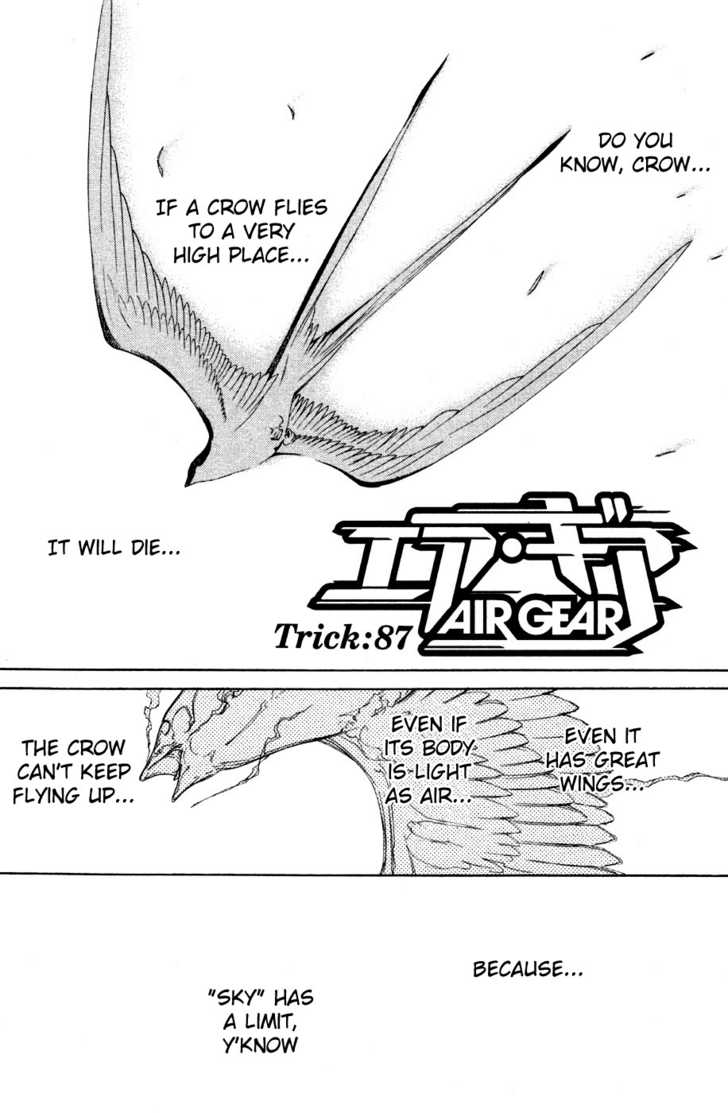 DO YOU
KNOW, CROW...
IF A CROW FLIES
TO A VERY
HIGH PLACE...
IT WILL DIE...
エア・ギア
AIR GEAR
Trick:87
EVEN IT
HAS GREAT
WINGS...
EVEN IF
ITS BODY
IS LIGHT
AS AIR...
THE CROW
CAN'T KEEP
FLYING UP...
BECAUSE...
"SKY" HAS
A LIMIT,
Y'KNOW